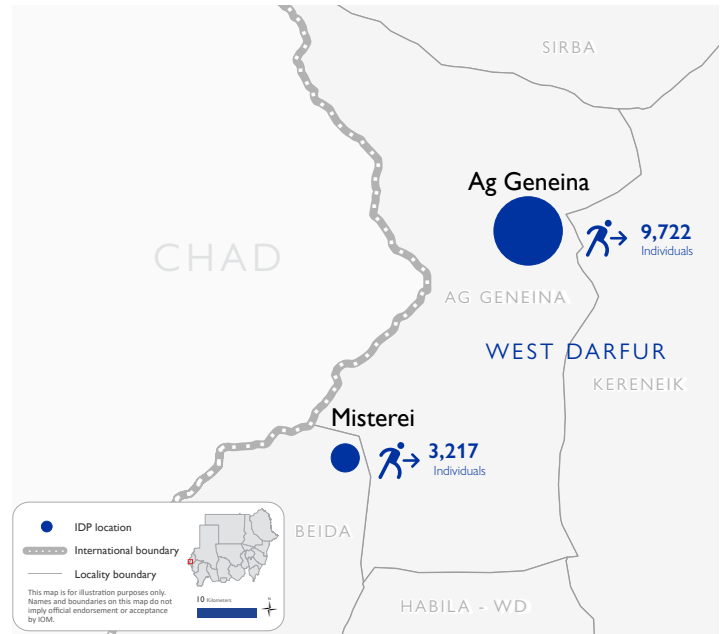 SIRBA
Ag Geneina
9,722
Individuals
CHAD
AG GENEINA
WEST DARFUR
KERENEIK
Misterei
3,217
Individuals
BEIDA
HABILA - WD
IDP location
International boundary
Locality boundary
This map is for illustration purposes only.
Names and boundaries on this map do not
imply official endorsement or acceptance
by IOM.
10 Kilometers
N